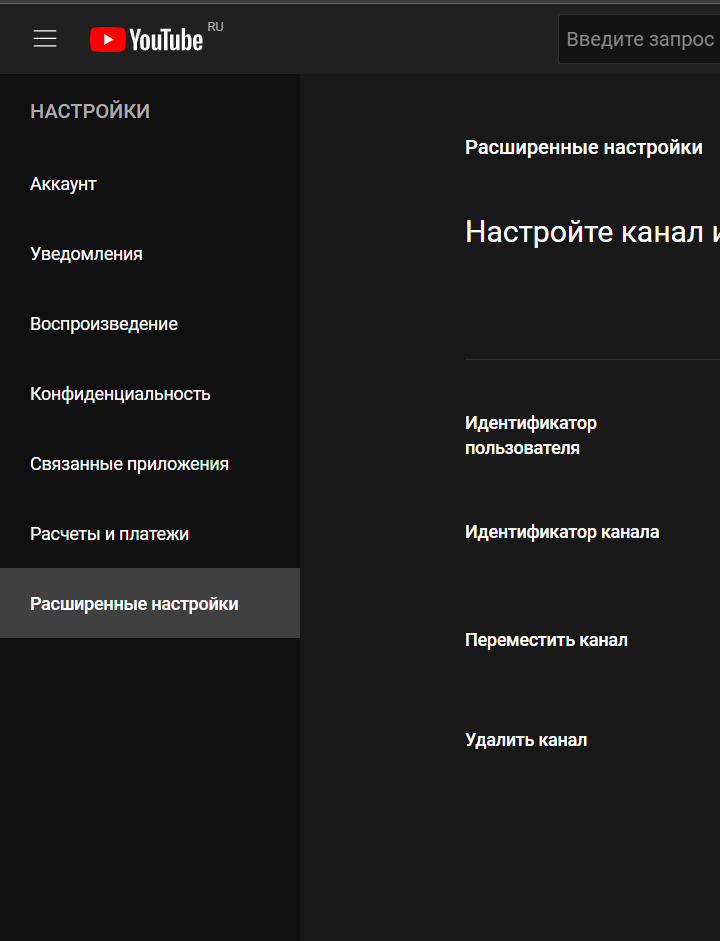 YouTube RU
Введите запрос
НАСТРОЙКИ
Аккаунт
Уведомления
Воспроизведение
Конфиденциальность
Связанные приложения
Расчеты и платежи
Расширенные настройки
Расширенные настройки
Настройте канал и
Идентификатор
пользователя
Идентификатор канала
Переместить канал
Удалить канал